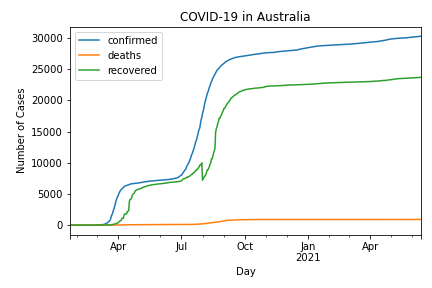 COVID-19 in Australia
30000
25000
20000
15000
10000
5000
0
Number of Cases
confirmed
deaths
recovered
Apr
Jul
Oct
Jan
2021
Apr
Day